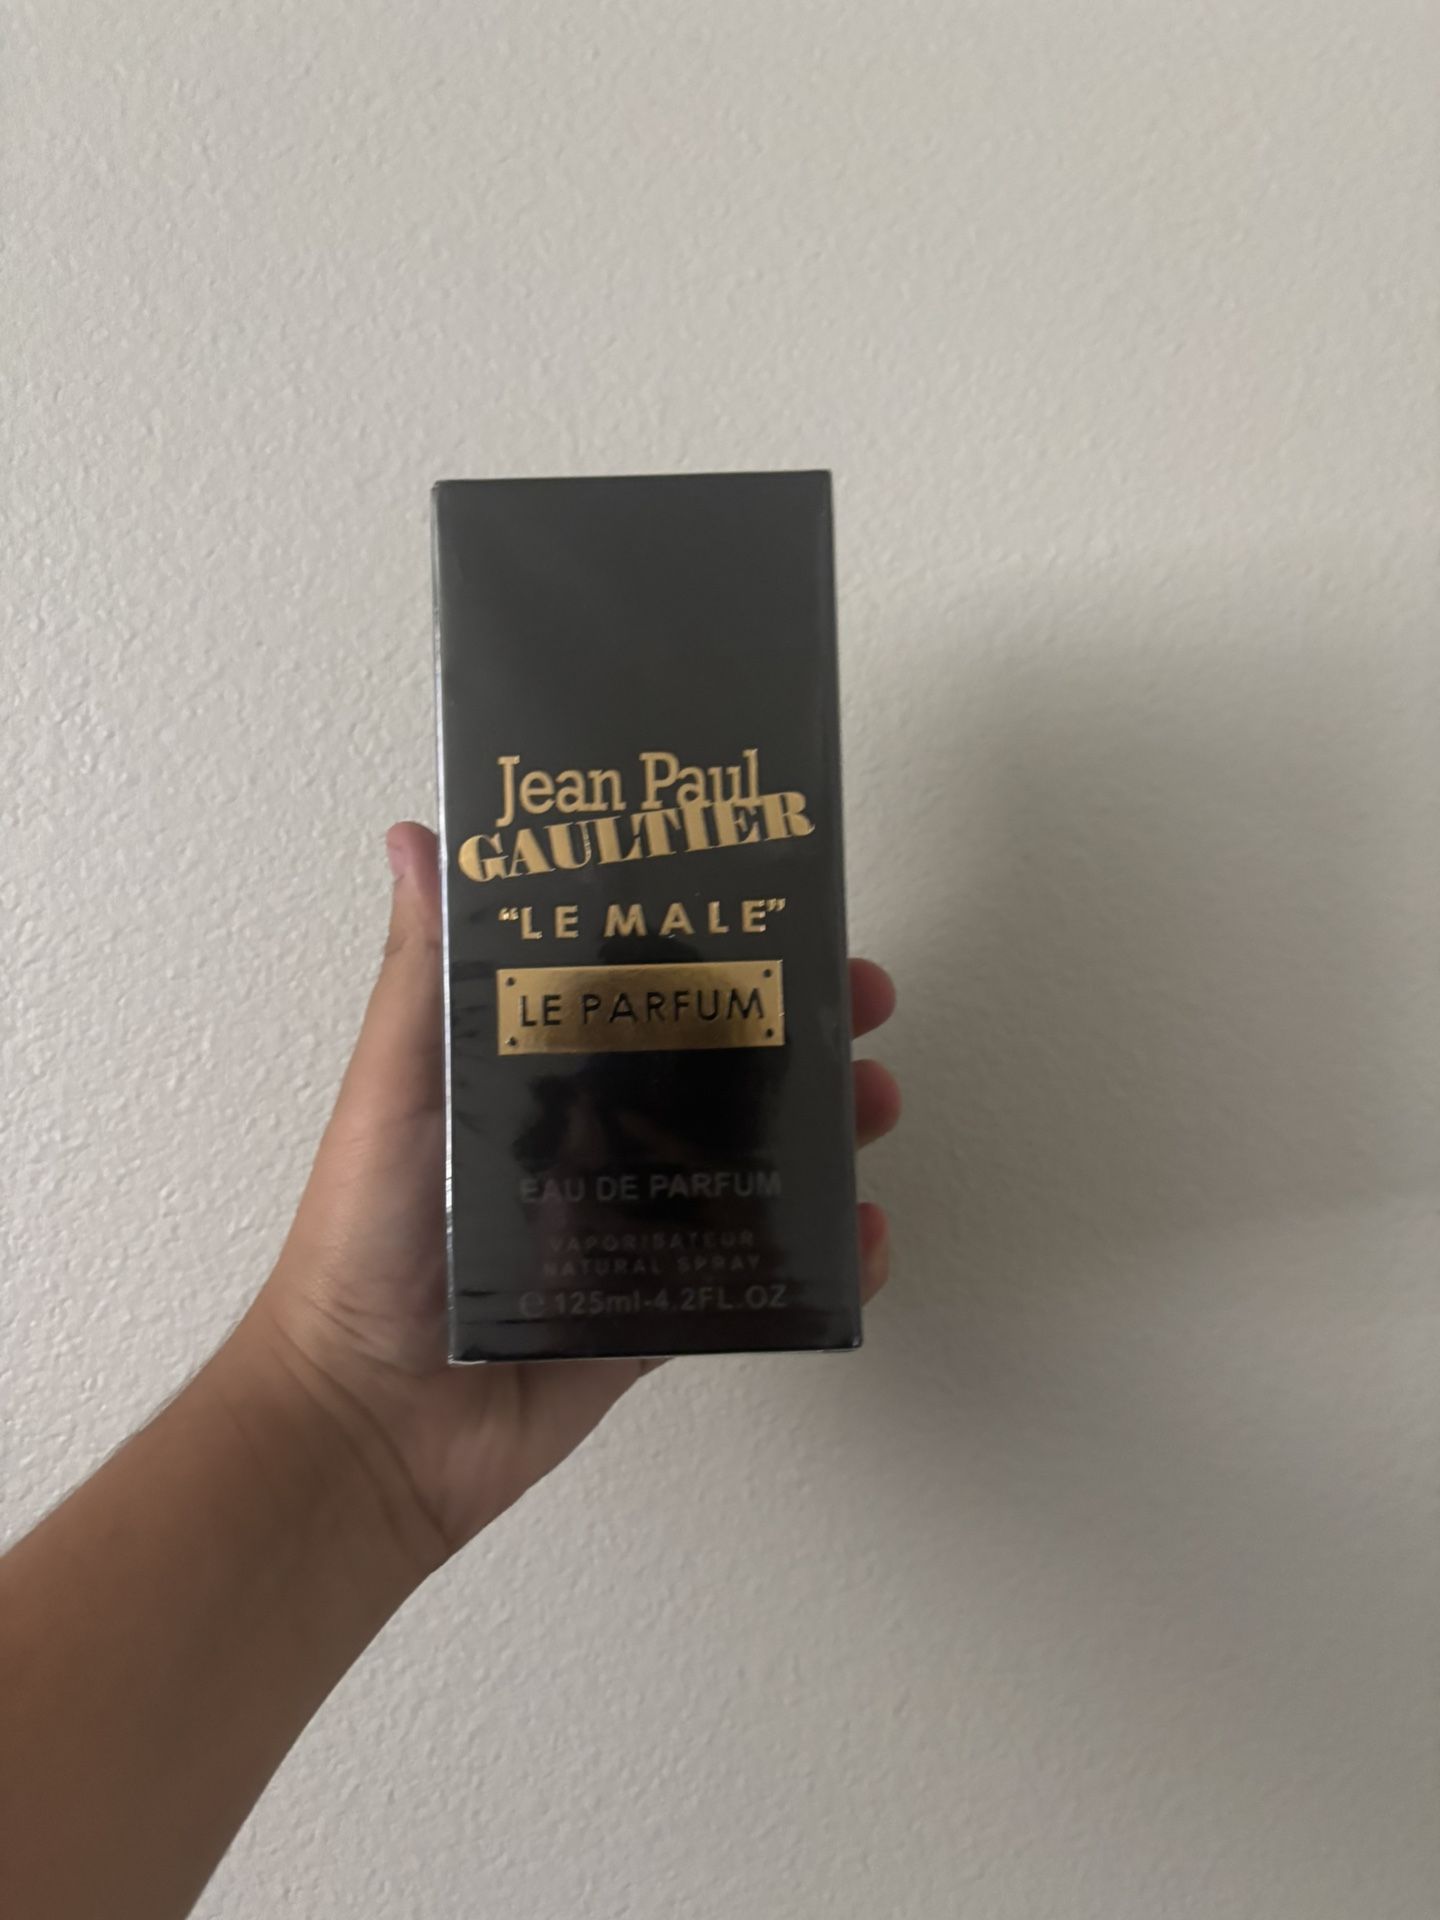 Jean Paul
GAULTIER
"LE MALE"
LE PARFUM
EAU DE PARFUM
VAPORISATEUR
NATURAL SPRAY
℮ 125ml-4.2FL.OZ